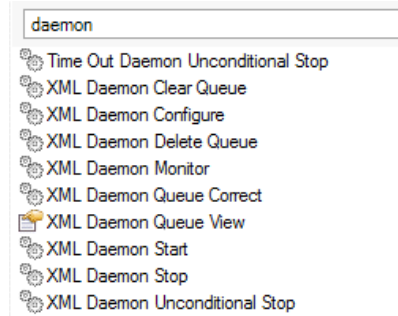 daemon
Time Out Daemon Unconditional Stop
XML Daemon Clear Queue
XML Daemon Configure
XML Daemon Delete Queue
XML Daemon Monitor
XML Daemon Queue Correct
XML Daemon Queue View
XML Daemon Start
XML Daemon Stop
XML Daemon Unconditional Stop